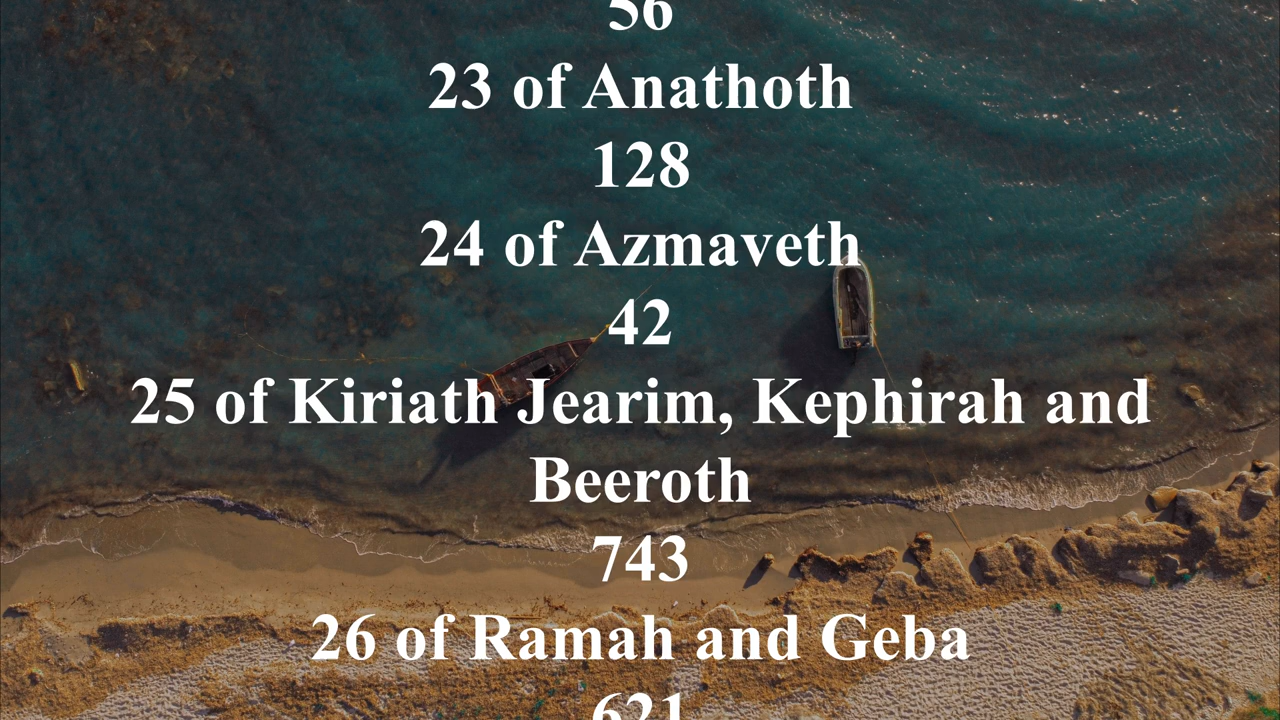 56
23 of Anathoth
128
24 of Azmaveth
42
25 of Kiriath Jearim, Kephirah and
Beeroth
743
26 of Ramah and Geba
621